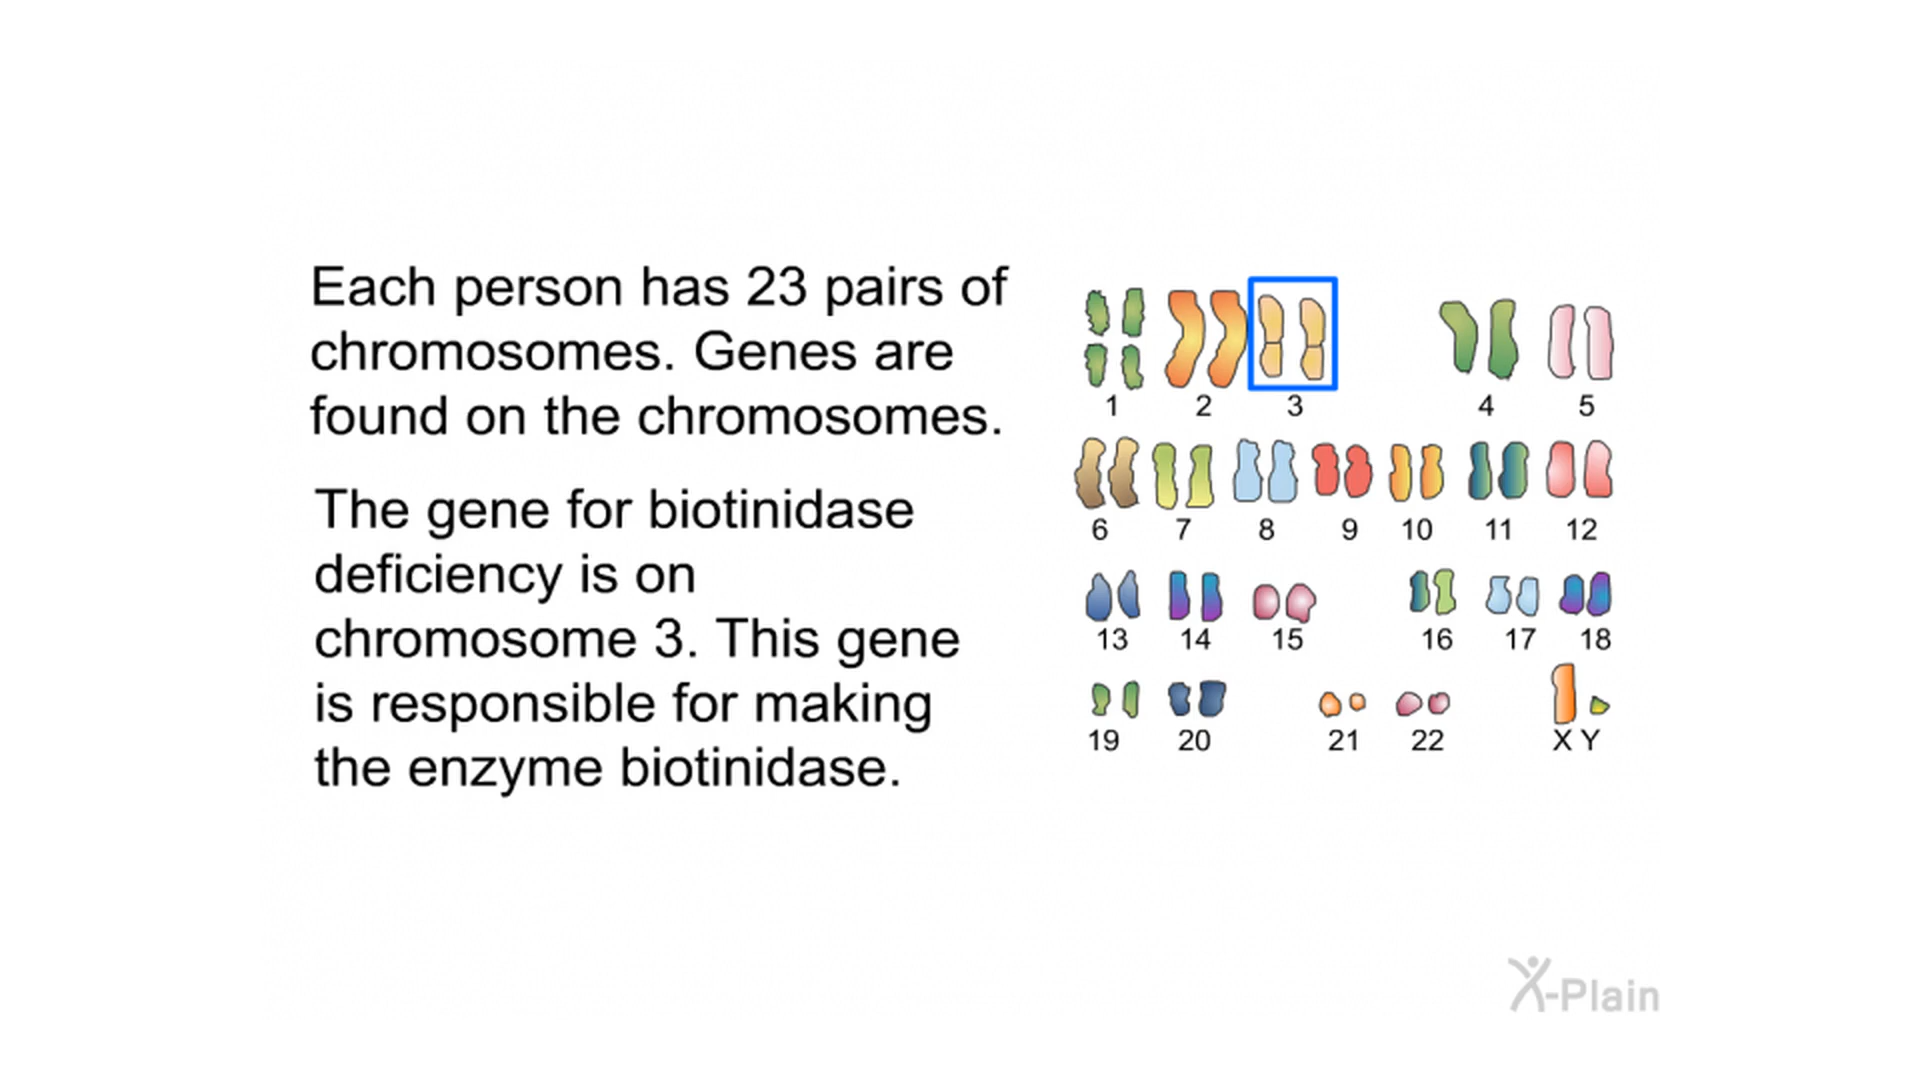 Each person has 23 pairs of
chromosomes. Genes are
found on the chromosomes.
The gene for biotinidase
deficiency is on
chromosome 3. This gene
is responsible for making
the enzyme biotinidase.
1 2 3 4 5
6 7 8 9 10 11 12
13 14 15 16 17 18
19 20 21 22 X Y
X-Plain